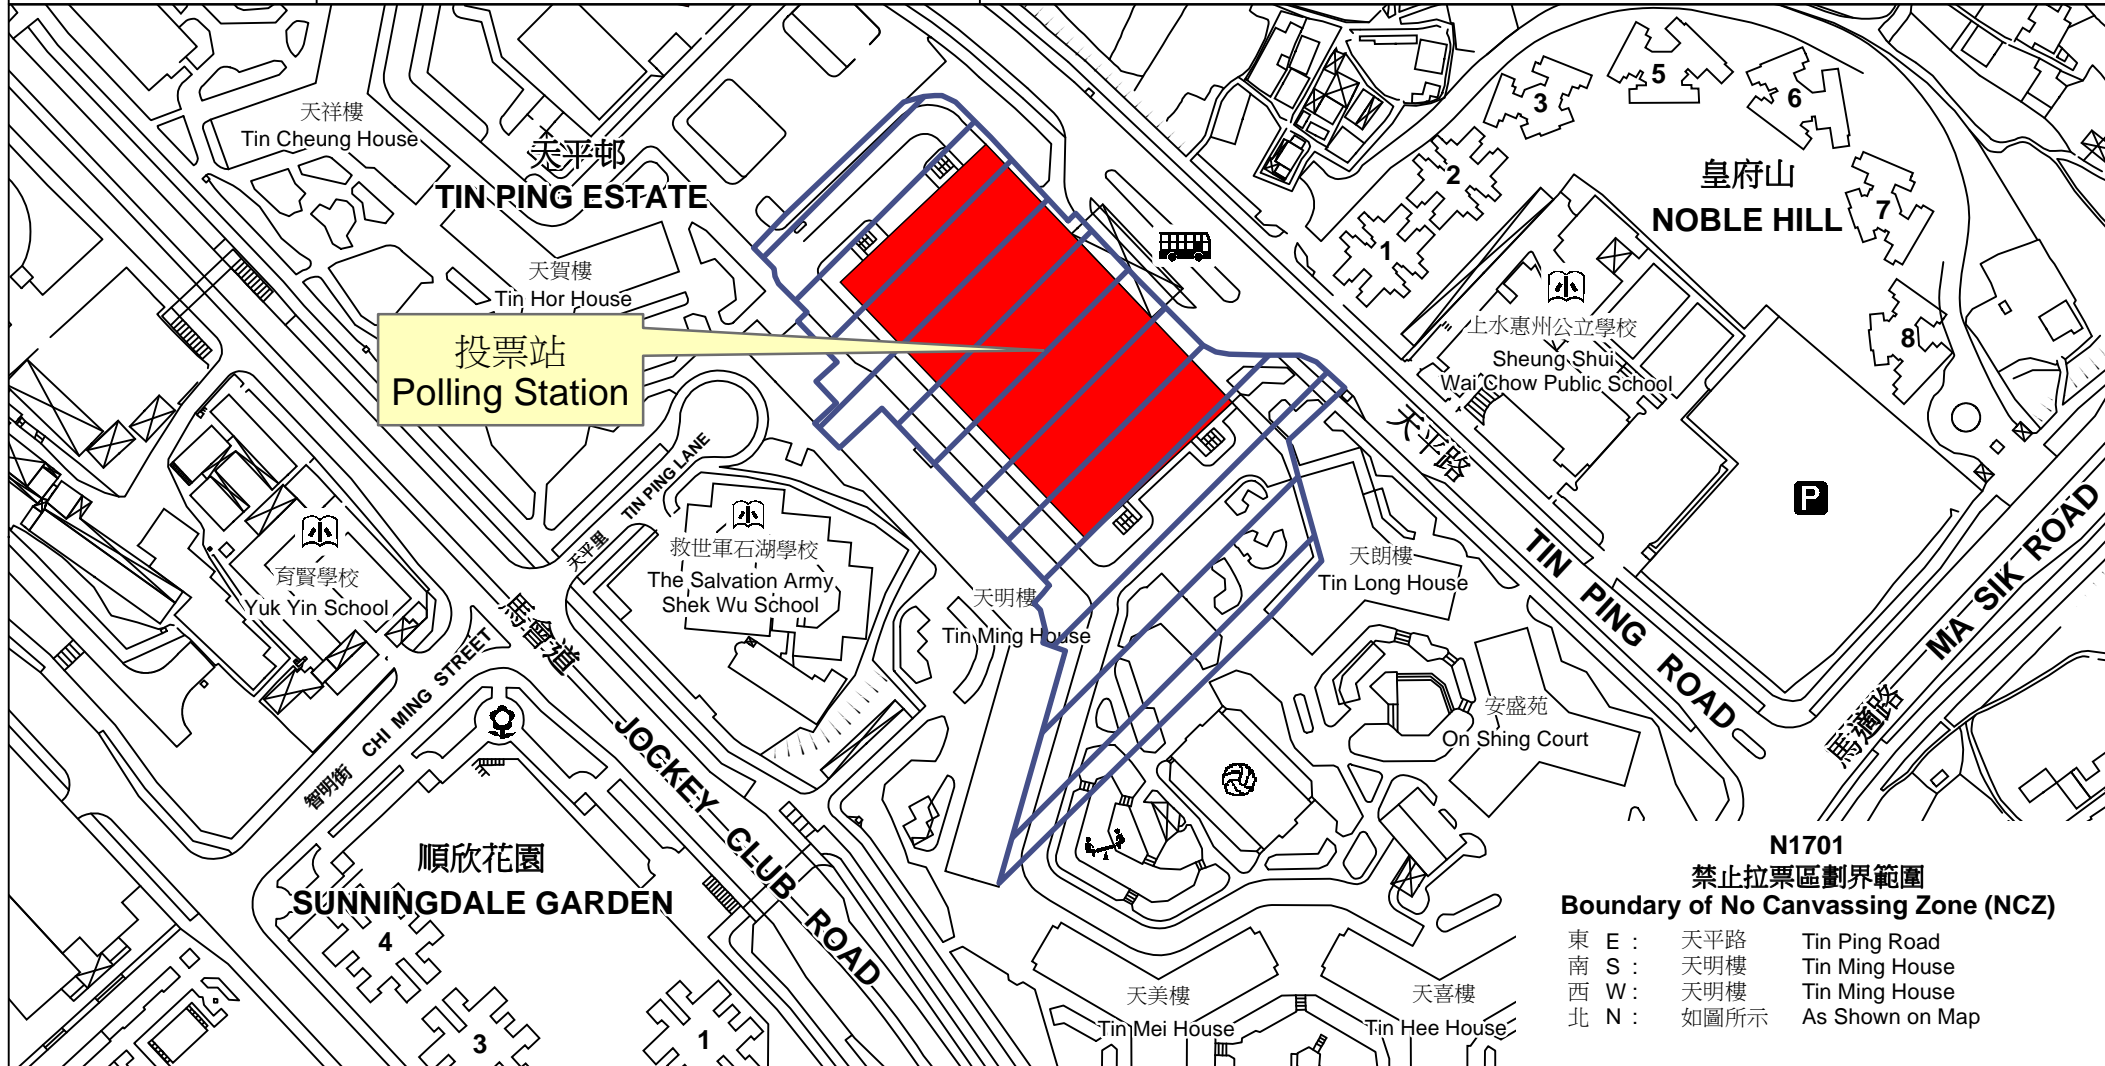 天祥樓
Tin Cheung House
天平邨
TIN PING ESTATE
天賀樓
Tin Hor House
投票站
Polling Station
5
6
3
2
1
7
8
皇府山
NOBLE HILL
上水惠州公立學校
Sheung Shui
Wai Chow Public School
天平路
TIN PING ROAD
P
MA SIK ROAD
馬適路
天平里 TIN PING LANE
救世軍石湖學校
The Salvation Army
Shek Wu School
育賢學校
Yuk Yin School
天明樓
Tin Ming House
天朗樓
Tin Long House
安盛苑
On Shing Court
智明街 CHI MING STREET
馬會道
JOCKEY CLUB ROAD
順欣花園
SUNNINGDALE GARDEN
4
3
1
天美樓
Tin Mei House
天喜樓
Tin Hee House
N1701
禁止拉票區劃界範圍
Boundary of No Canvassing Zone (NCZ)
東 E : 天平路 Tin Ping Road
南 S : 天明樓 Tin Ming House
西 W : 天明樓 Tin Ming House
北 N : 如圖所示 As Shown on Map